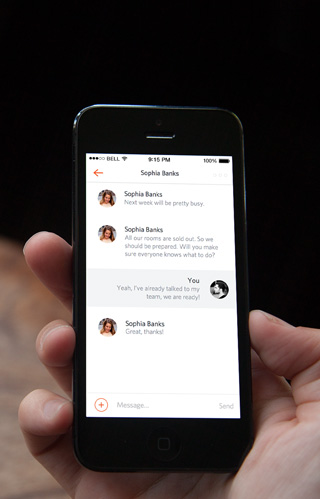 BELL 9:15 PM 100%
Sophia Banks
Sophia Banks
Next week will be pretty busy.
Sophia Banks
All our rooms are sold out. So we
should be prepared. Will you make
sure everyone knows what to do?
You
Yeah, I've already talked to my
team, we are ready!
Sophia Banks
Great, thanks!
Message... Send